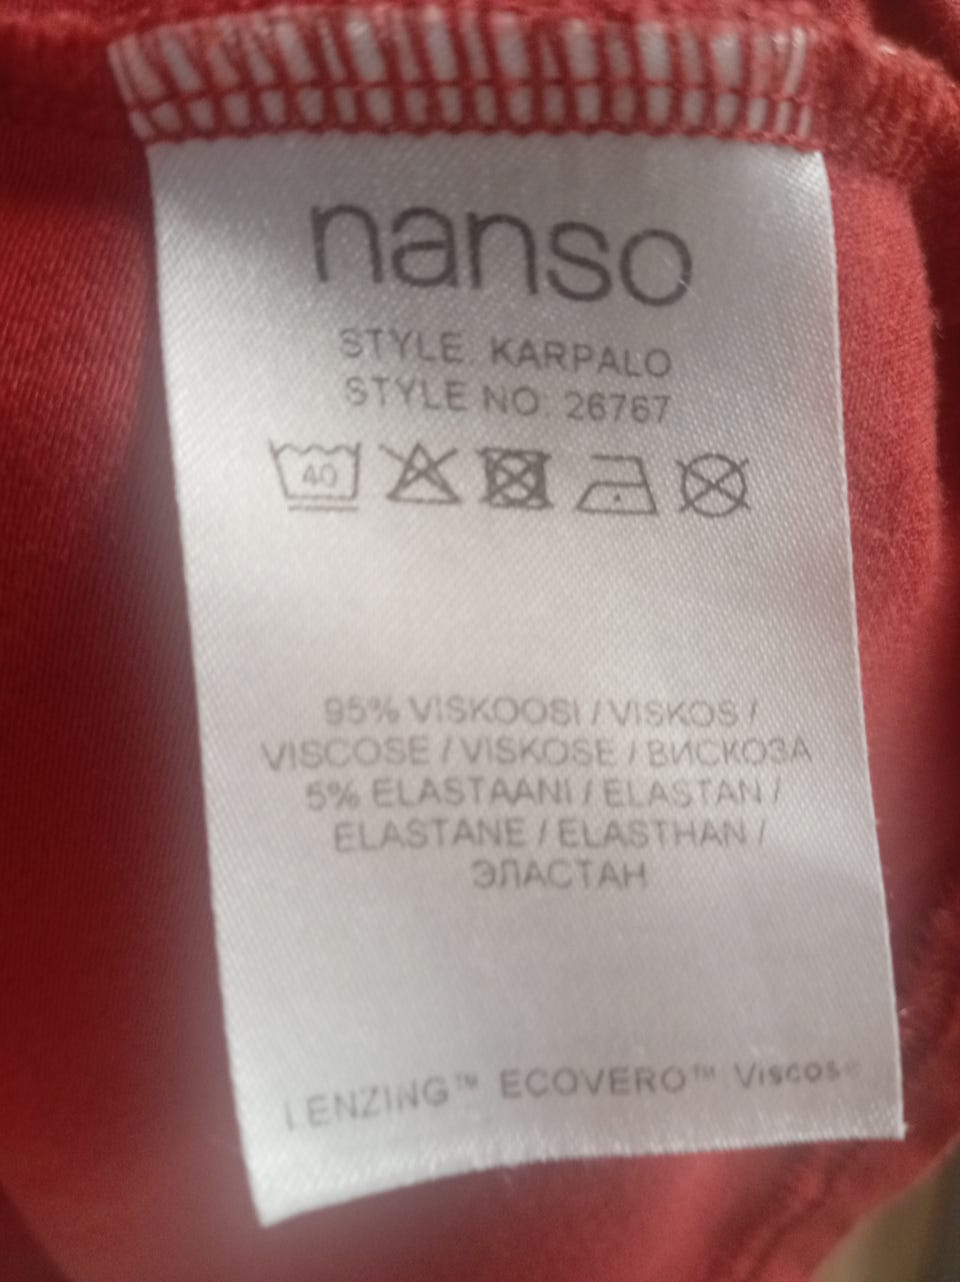 nanso
STYLE: KARPALO
STYLE NO: 26767
40
95% VISKOOSI / VISKOS /
VISCOSE / VISKOSE / ВИСКОЗА
5% ELASTAANI / ELASTAN /
ELASTANE / ELASTHAN /
ЭЛАСТАН
LENZING™ ECOVERO™ Viscose